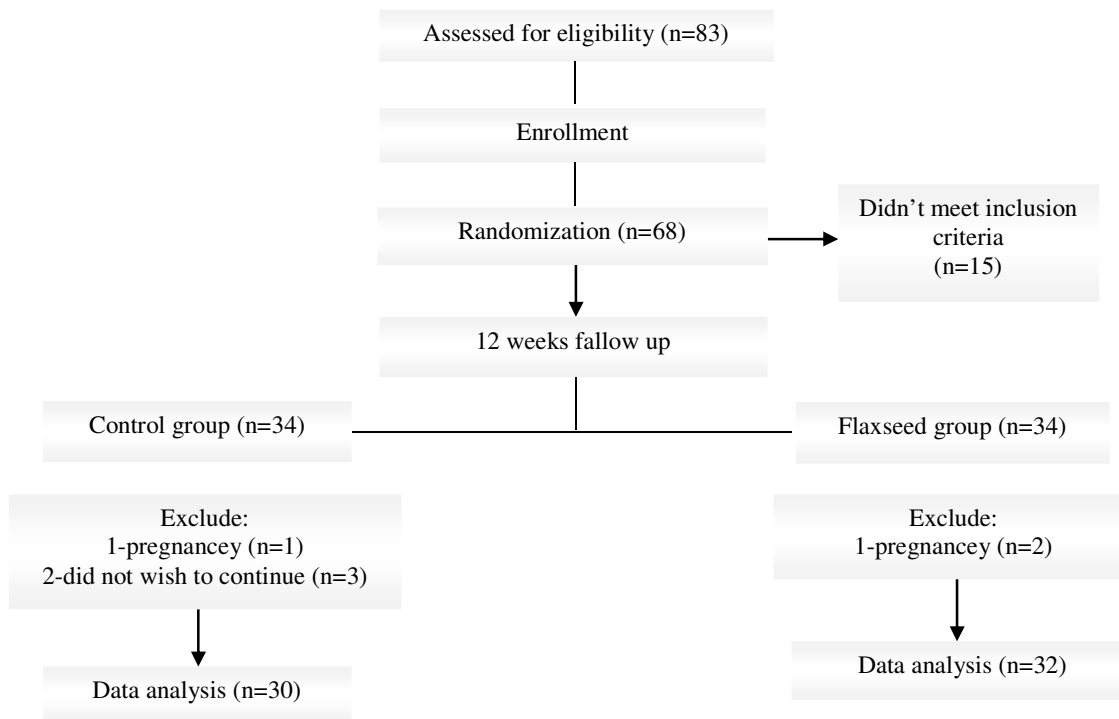 Assessed for eligibility (n=83)
Enrollment
Randomization (n=68)
Didn’t meet inclusion
criteria
(n=15)
12 weeks fallow up
Control group (n=34)
Flaxseed group (n=34)
Exclude:
1-pregnancey (n=1)
2-did not wish to continue (n=3)
Exclude:
1-pregnancey (n=2)
Data analysis (n=30)
Data analysis (n=32)